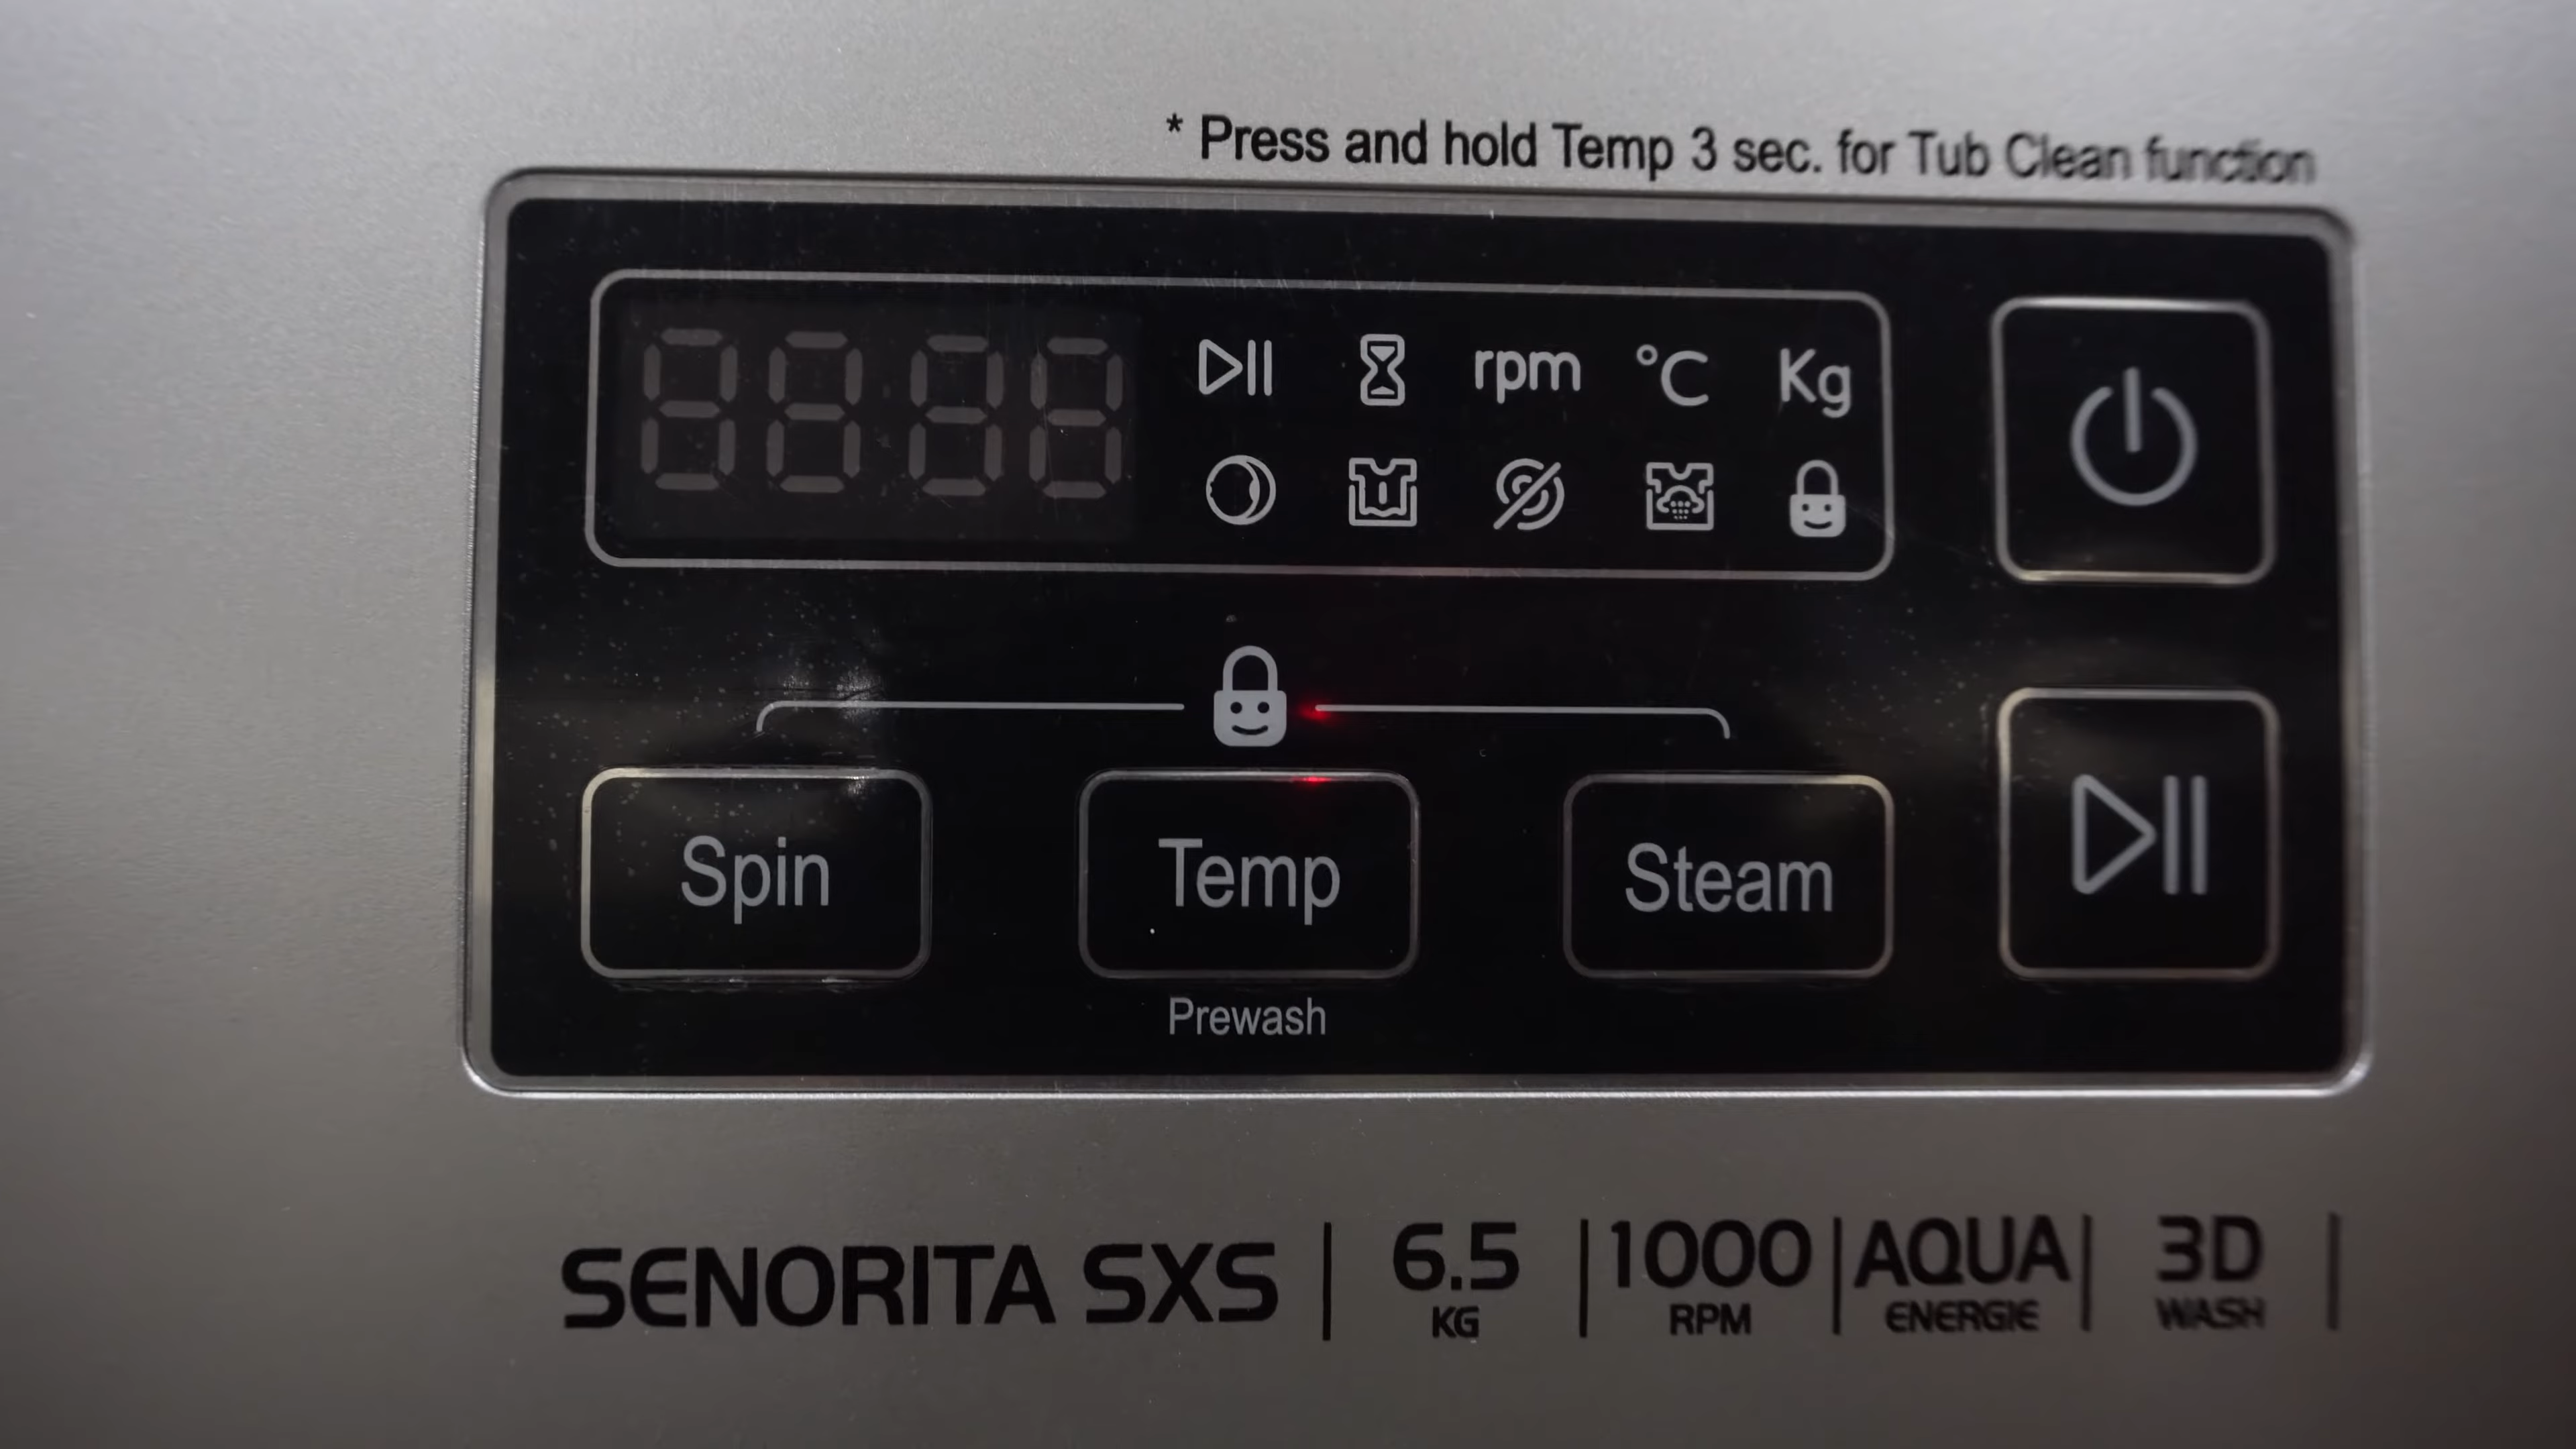 * Press and hold Temp 3 sec. for Tub Clean function
rpm °C Kg
Spin Temp Steam
Prewash
SENORITA SXS | 6.5 KG | 1000 RPM | AQUA ENERGIE | 3D WASH |